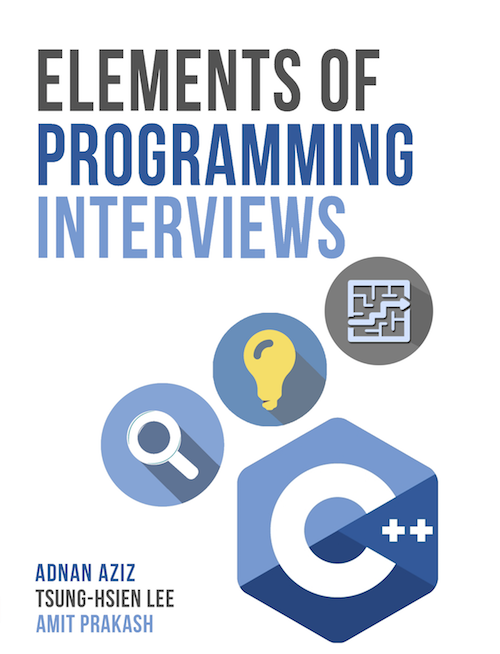 ELEMENTS OF
PROGRAMMING
INTERVIEWS
C++
ADNAN AZIZ
TSUNG-HSIEN LEE
AMIT PRAKASH